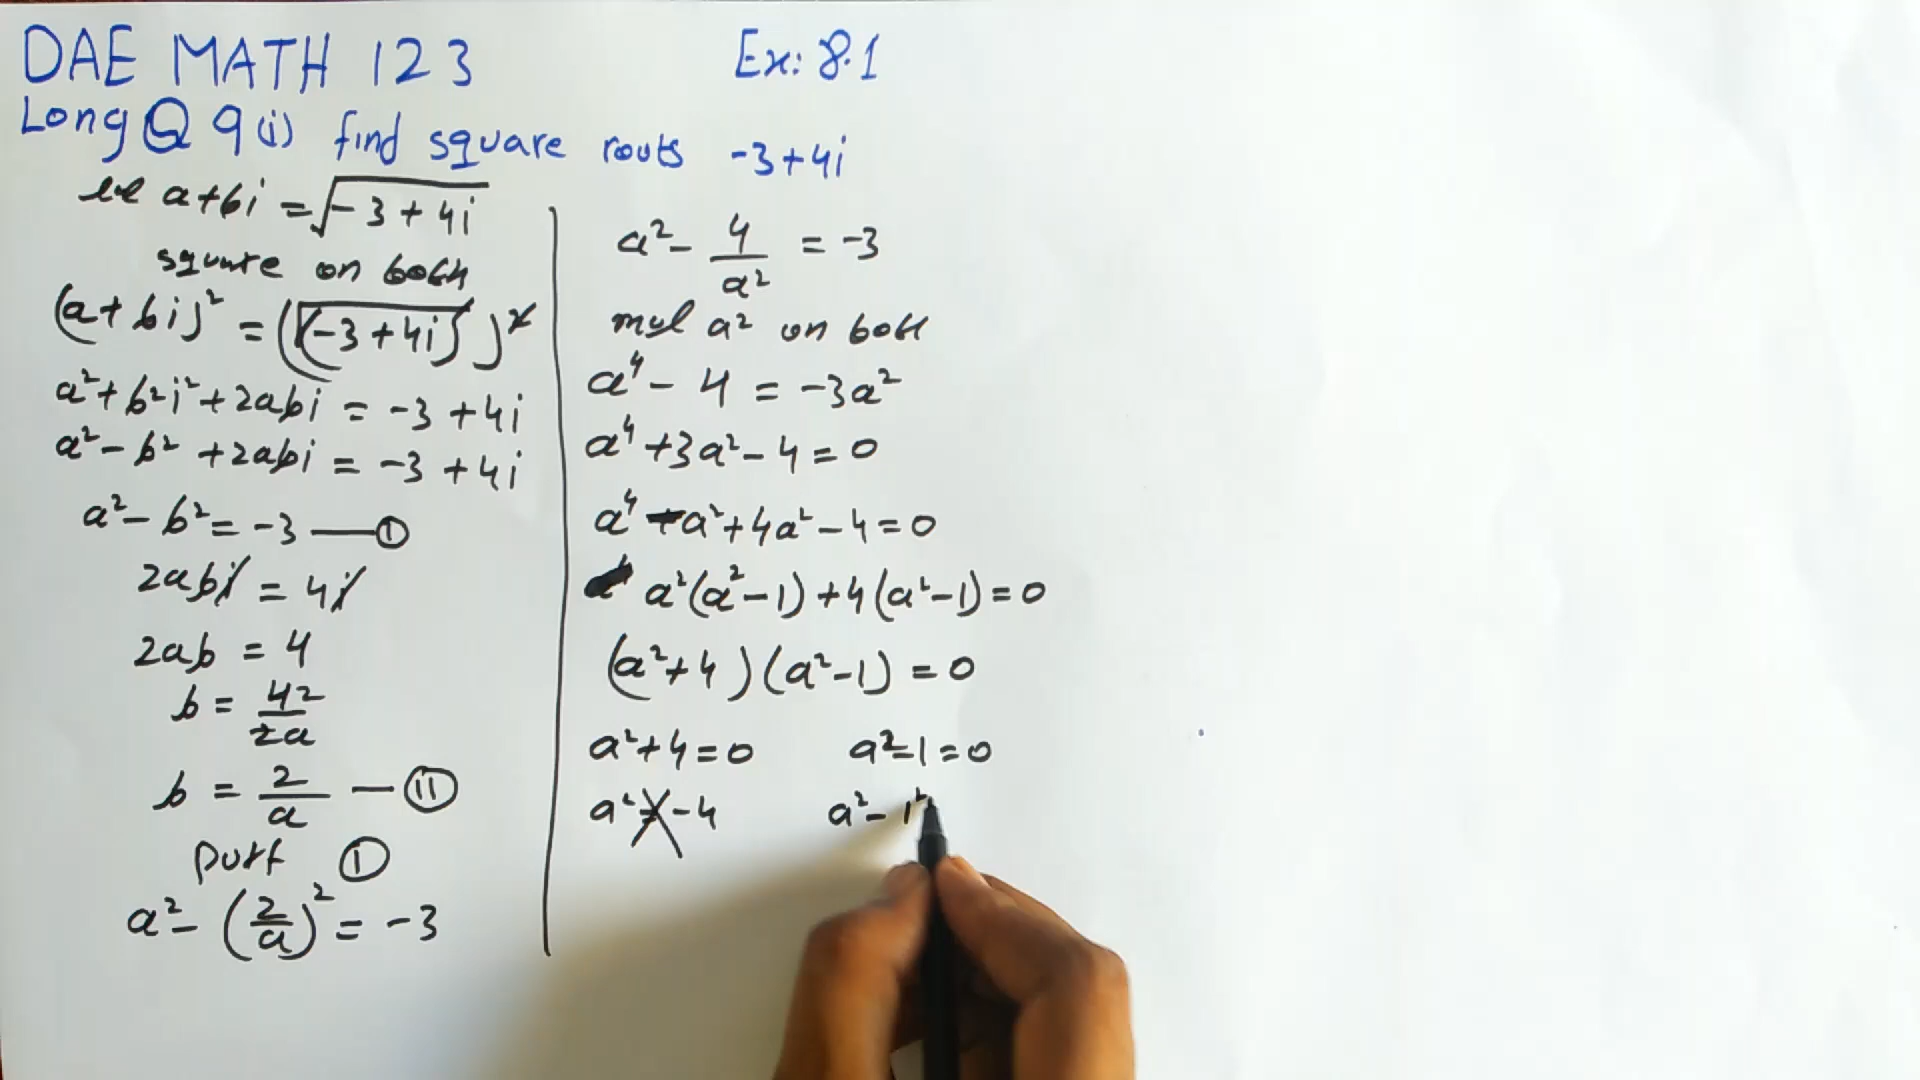 DAE MATH 123
Ex: 8.1
Long Q 9(i) find square routs -3+4i
let a+bi = √-3+4i
square on both
(a+bi)² = (√(-3+4i))²
a²+b²i²+2abi = -3+4i
a²-b²+2abi = -3+4i
a²-b² = -3 — ①
2abi = 4i
2ab = 4
b = 4 2/2a
b = 2/a — ⑪
putt ①
a² - (2/a)² = -3
a² - 4/a² = -3
mul a² on both
a⁴ - 4 = -3a²
a⁴ + 3a² - 4 = 0
a⁴ - a² + 4a² - 4 = 0
a²(a²-1)+4(a²-1) = 0
(a²+4)(a²-1) = 0
a²+4 = 0 a²-1 = 0
a² = -4 a² - 1²